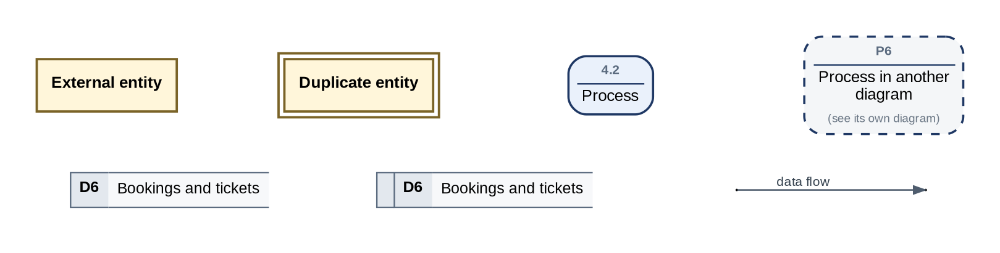 External entity
Duplicate entity
4.2
Process
P6
Process in another
diagram
(see its own diagram)
D6 Bookings and tickets
D6 Bookings and tickets
data flow